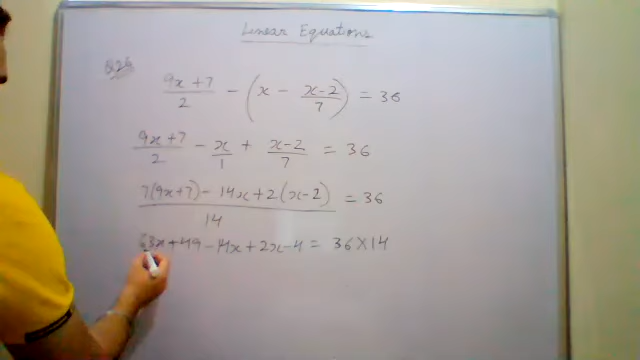 Linear Equations
Q26
(9x+7)/2 - (x - (x-2)/7) = 36
(9x+7)/2 - x/1 + (x-2)/7 = 36
(7(9x+7) - 14x + 2(x-2))/14 = 36
63x + 49 - 14x + 2x - 4 = 36 X 14